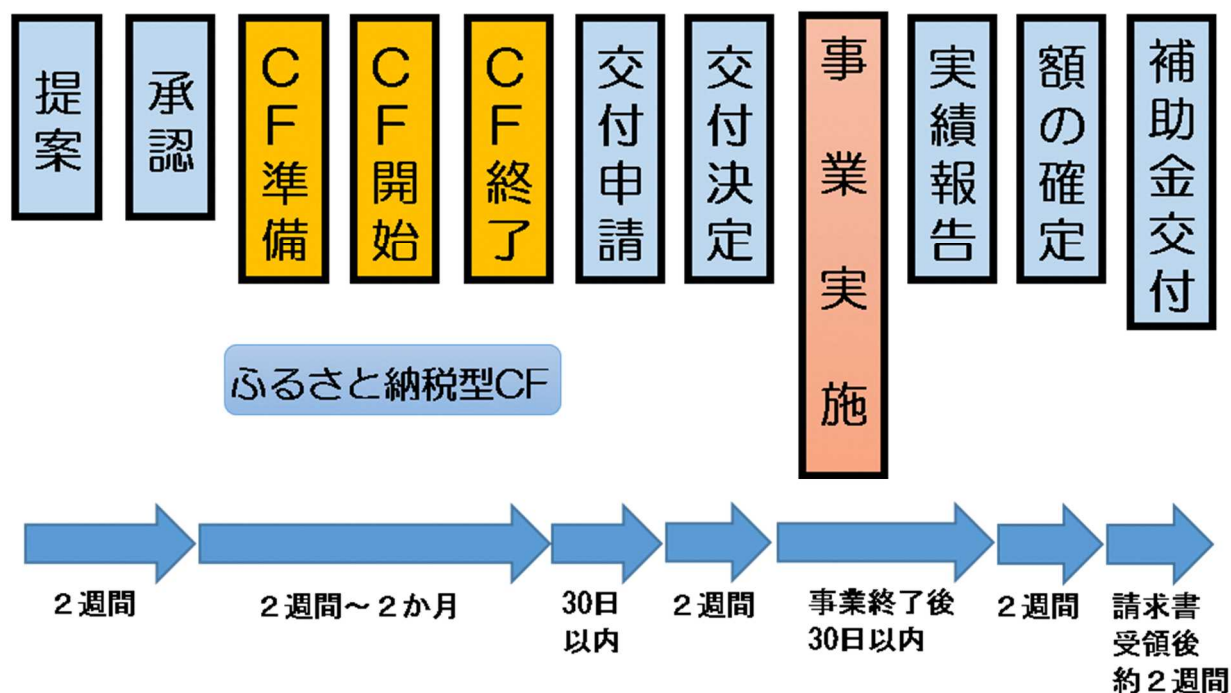 提案
承認
CF準備
CF開始
CF終了
交付申請
交付決定
事業実施
実績報告
額の確定
補助金交付
ふるさと納税型CF
２週間
２週間～２か月
30日
以内
２週間
事業終了後
30日以内
２週間
請求書
受領後
約２週間